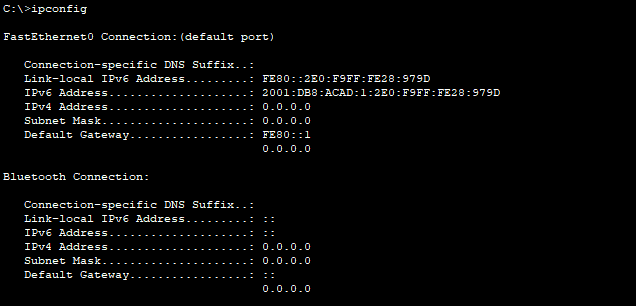 C:\>ipconfig
FastEthernet0 Connection:(default port)
Connection-specific DNS Suffix..:
Link-local IPv6 Address.........: FE80::2E0:F9FF:FE28:979D
IPv6 Address....................: 2001:DB8:ACAD:1:2E0:F9FF:FE28:979D
IPv4 Address....................: 0.0.0.0
Subnet Mask.....................: 0.0.0.0
Default Gateway.................: FE80::1
0.0.0.0
Bluetooth Connection:
Connection-specific DNS Suffix..:
Link-local IPv6 Address.........: ::
IPv6 Address....................: ::
IPv4 Address....................: 0.0.0.0
Subnet Mask.....................: 0.0.0.0
Default Gateway.................: ::
0.0.0.0